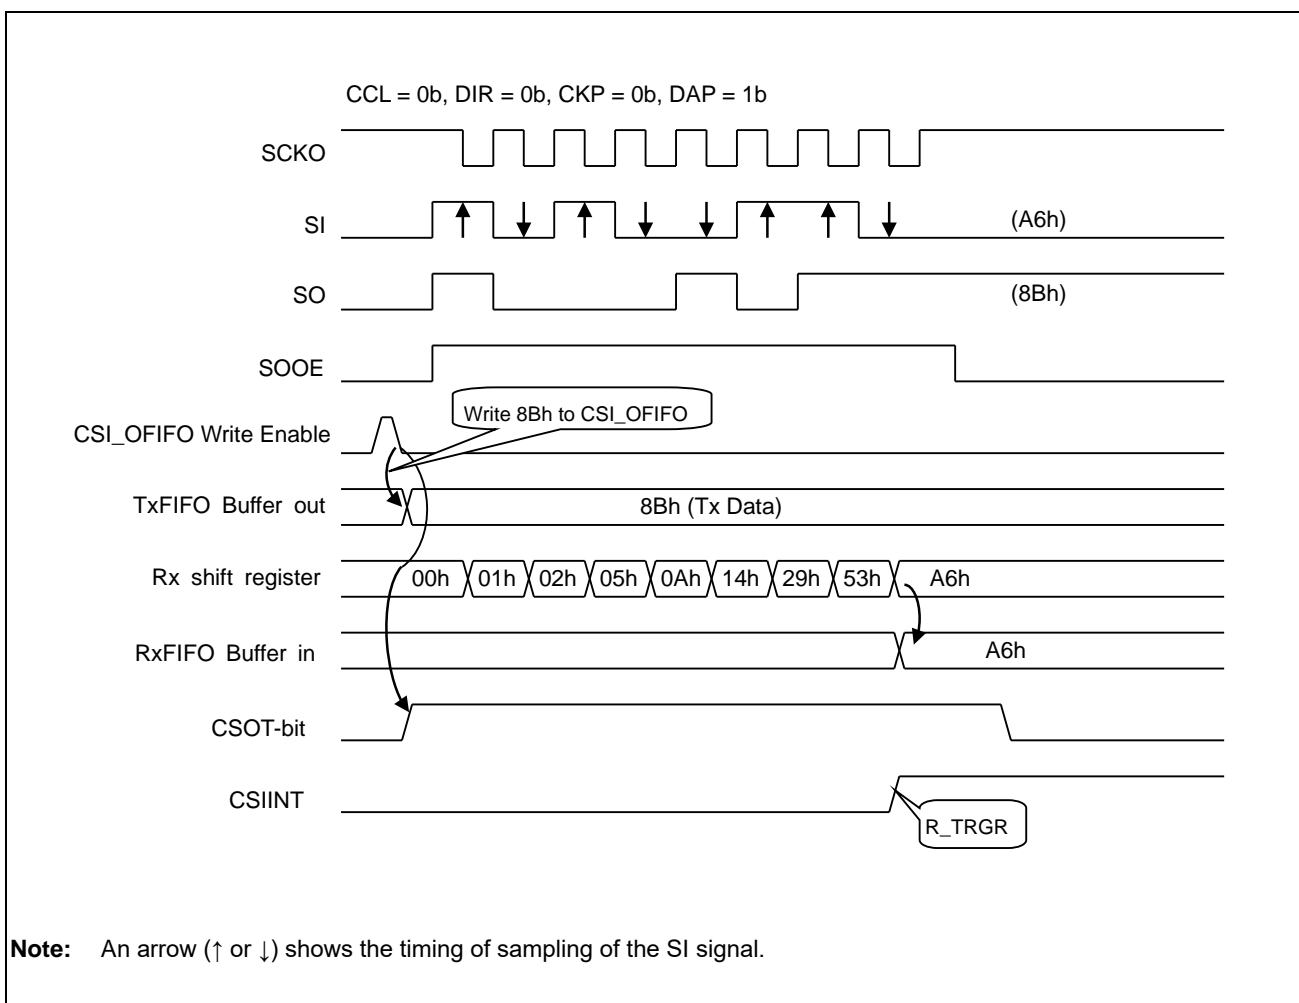 CCL = 0b, DIR = 0b, CKP = 0b, DAP = 1b
SCKO
SI
(A6h)
SO
(8Bh)
SOOE
Write 8Bh to CSI_OFIFO
CSI_OFIFO Write Enable
TxFIFO Buffer out
8Bh (Tx Data)
Rx shift register
00h 01h 02h 05h 0Ah 14h 29h 53h A6h
RxFIFO Buffer in
A6h
CSOT-bit
CSIINT
R_TRGR
Note: An arrow (↑ or ↓) shows the timing of sampling of the SI signal.